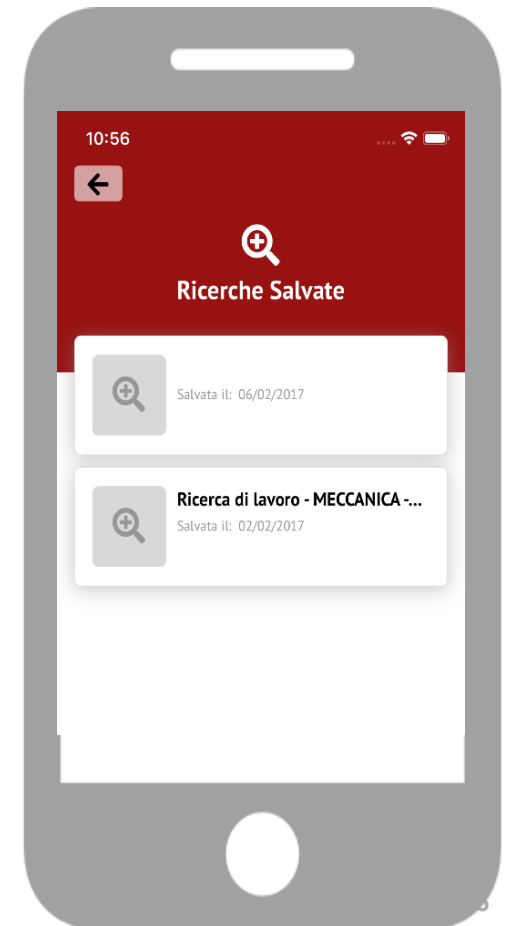 10:56
Ricerche Salvate
Salvata il: 06/02/2017
Ricerca di lavoro - MECCANICA -...
Salvata il: 02/02/2017